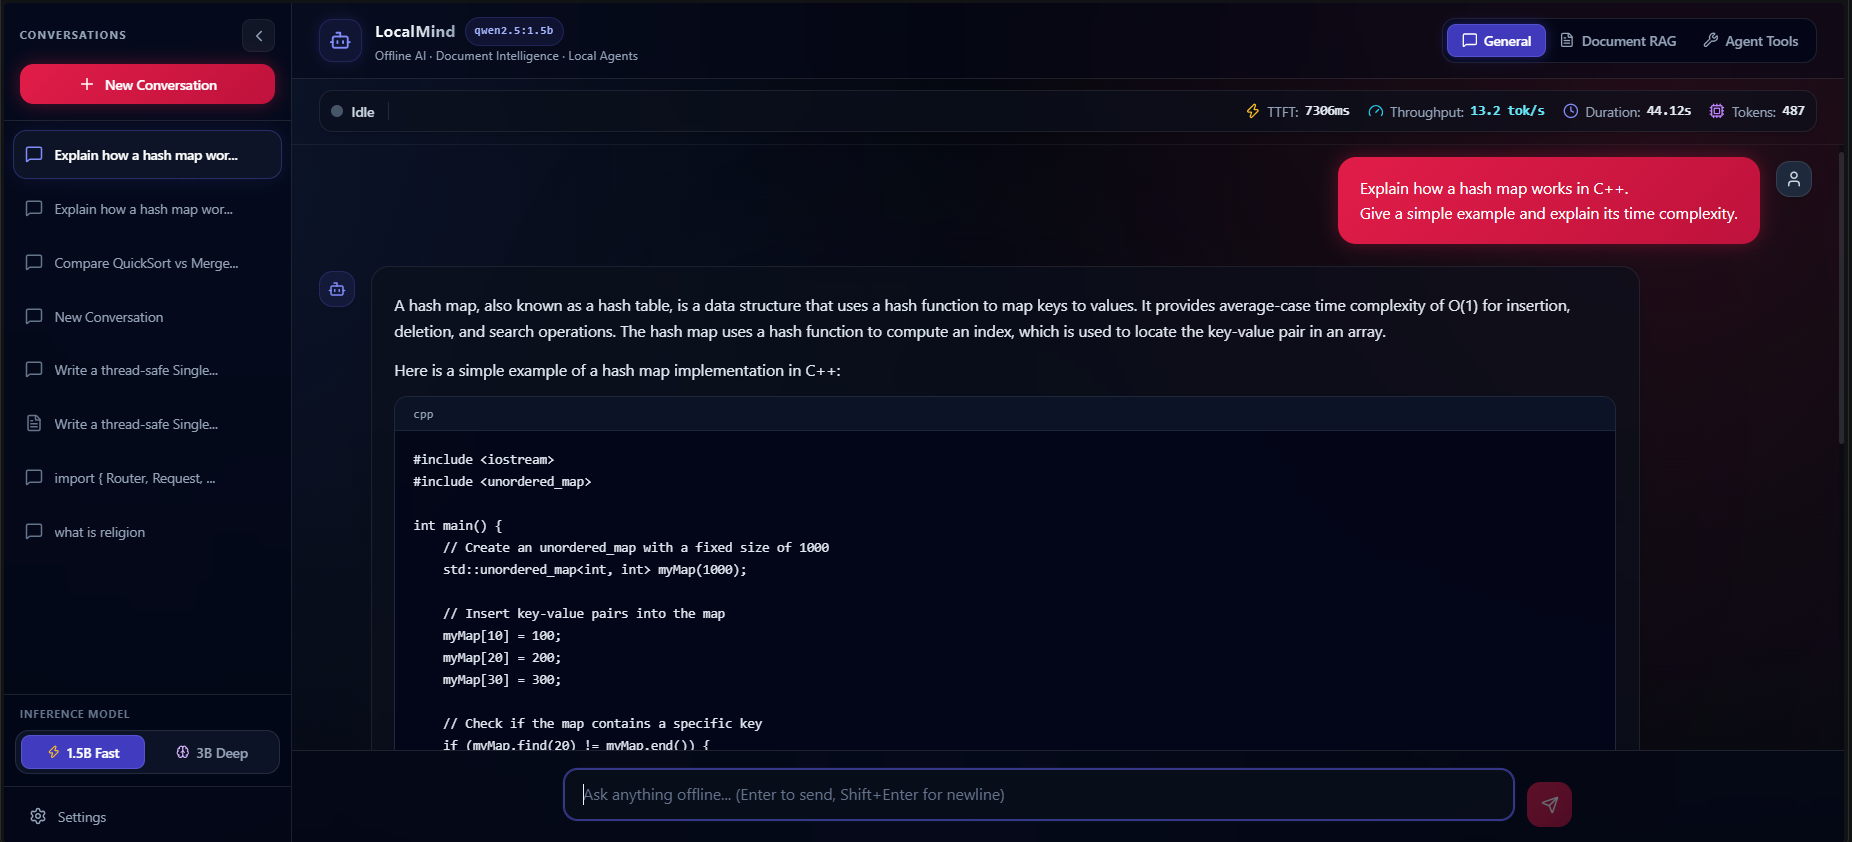 CONVERSATIONS
New Conversation
Explain how a hash map wor...
Explain how a hash map wor...
Compare QuickSort vs Merge...
New Conversation
Write a thread-safe Single...
Write a thread-safe Single...
import { Router, Request, ...
what is religion
INFERENCE MODEL
1.5B Fast
3B Deep
Settings
LocalMind qwen2.5:1.5b
Offline AI · Document Intelligence · Local Agents
General Document RAG Agent Tools
Idle
TTFT: 7306ms Throughput: 13.2 tok/s Duration: 44.12s Tokens: 487
Explain how a hash map works in C++.
Give a simple example and explain its time complexity.
A hash map, also known as a hash table, is a data structure that uses a hash function to map keys to values. It provides average-case time complexity of O(1) for insertion,
deletion, and search operations. The hash map uses a hash function to compute an index, which is used to locate the key-value pair in an array.
Here is a simple example of a hash map implementation in C++:
cpp
#include <iostream>
#include <unordered_map>
int main() {
    // Create an unordered_map with a fixed size of 1000
    std::unordered_map<int, int> myMap(1000);
    // Insert key-value pairs into the map
    myMap[10] = 100;
    myMap[20] = 200;
    myMap[30] = 300;
    // Check if the map contains a specific key
    if (myMap.find(20) != myMap.end()) {
Ask anything offline... (Enter to send, Shift+Enter for newline)